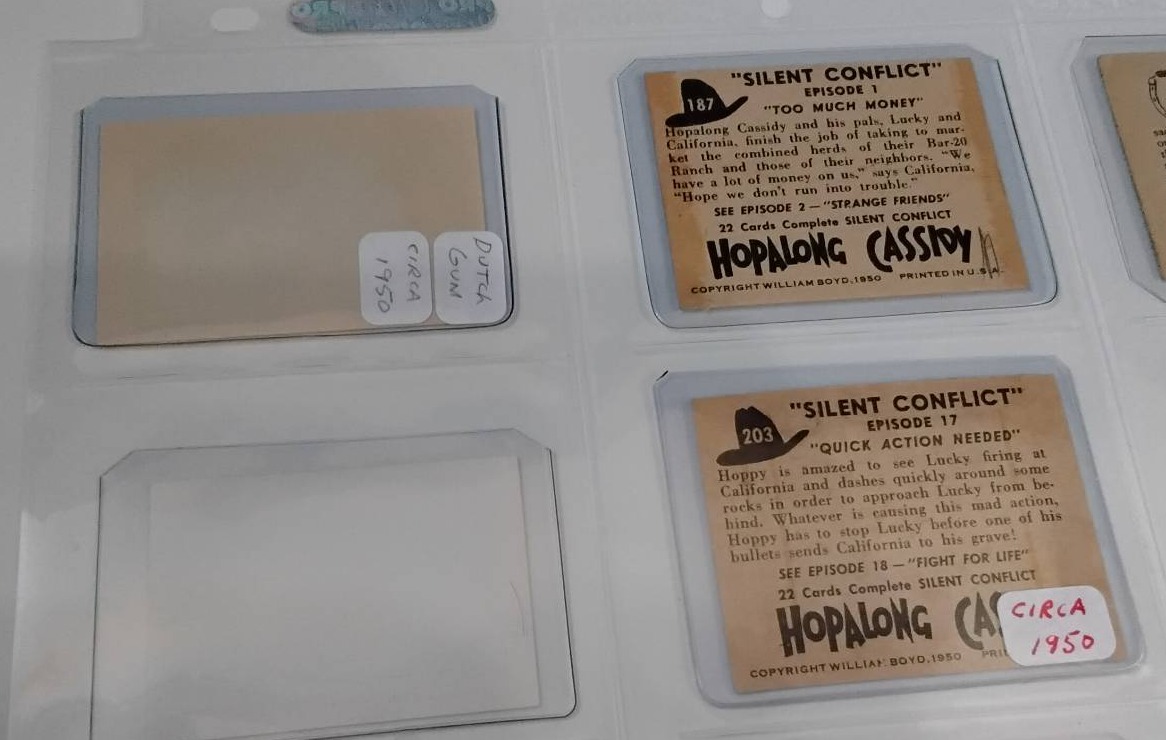 DUTCH
GUN
CIRCA
1950
187
"SILENT CONFLICT"
EPISODE 1
"TOO MUCH MONEY"
Hopalong Cassidy and his pals, Lucky and
California, finish the job of taking to mar-
ket the combined herds of their Bar-20
Ranch and those of their neighbors. "We
have a lot of money on us," says California,
"Hope we don't run into trouble."
SEE EPISODE 2—"STRANGE FRIENDS"
22 Cards Complete SILENT CONFLICT
HOPALONG CASSIDY
COPYRIGHT WILLIAM BOYD, 1950 PRINTED IN U.S.A.
203
"SILENT CONFLICT"
EPISODE 17
"QUICK ACTION NEEDED"
Hoppy is amazed to see Lucky firing at
California and dashes quickly around some
rocks in order to approach Lucky from be-
hind. Whatever is causing this mad action,
Hoppy has to stop Lucky before one of his
bullets sends California to his grave!
SEE EPISODE 18—"FIGHT FOR LIFE"
22 Cards Complete SILENT CONFLICT
HOPALONG CAS
COPYRIGHT WILLIAM BOYD, 1950 PRI
CIRCA
1950